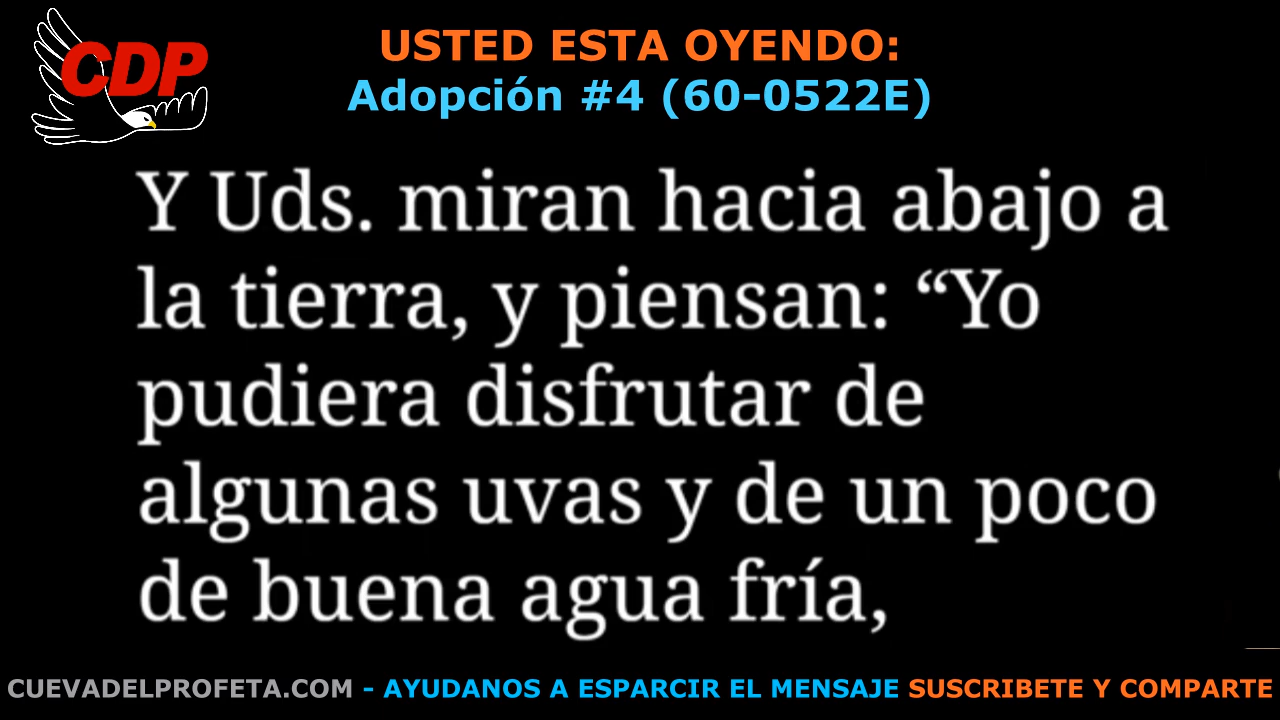 CDP
USTED ESTA OYENDO:
Adopción #4 (60-0522E)
Y Uds. miran hacia abajo a
la tierra, y piensan: “Yo
pudiera disfrutar de
algunas uvas y de un poco
de buena agua fría,
CUEVADELPROFETA.COM - AYUDANOS A ESPARCIR EL MENSAJE SUSCRIBETE Y COMPARTE